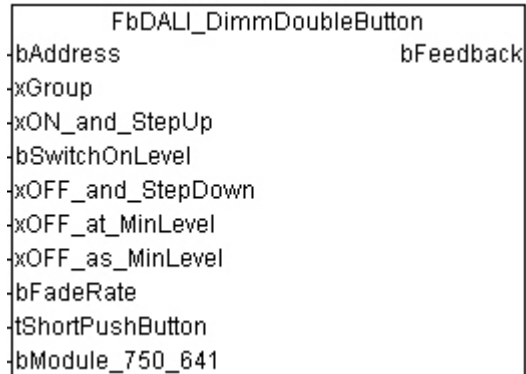 FbDALI_DimmDoubleButton
bAddress bFeedback
xGroup
xON_and_StepUp
bSwitchOnLevel
xOFF_and_StepDown
xOFF_at_MinLevel
xOFF_as_MinLevel
bFadeRate
tShortPushButton
bModule_750_641